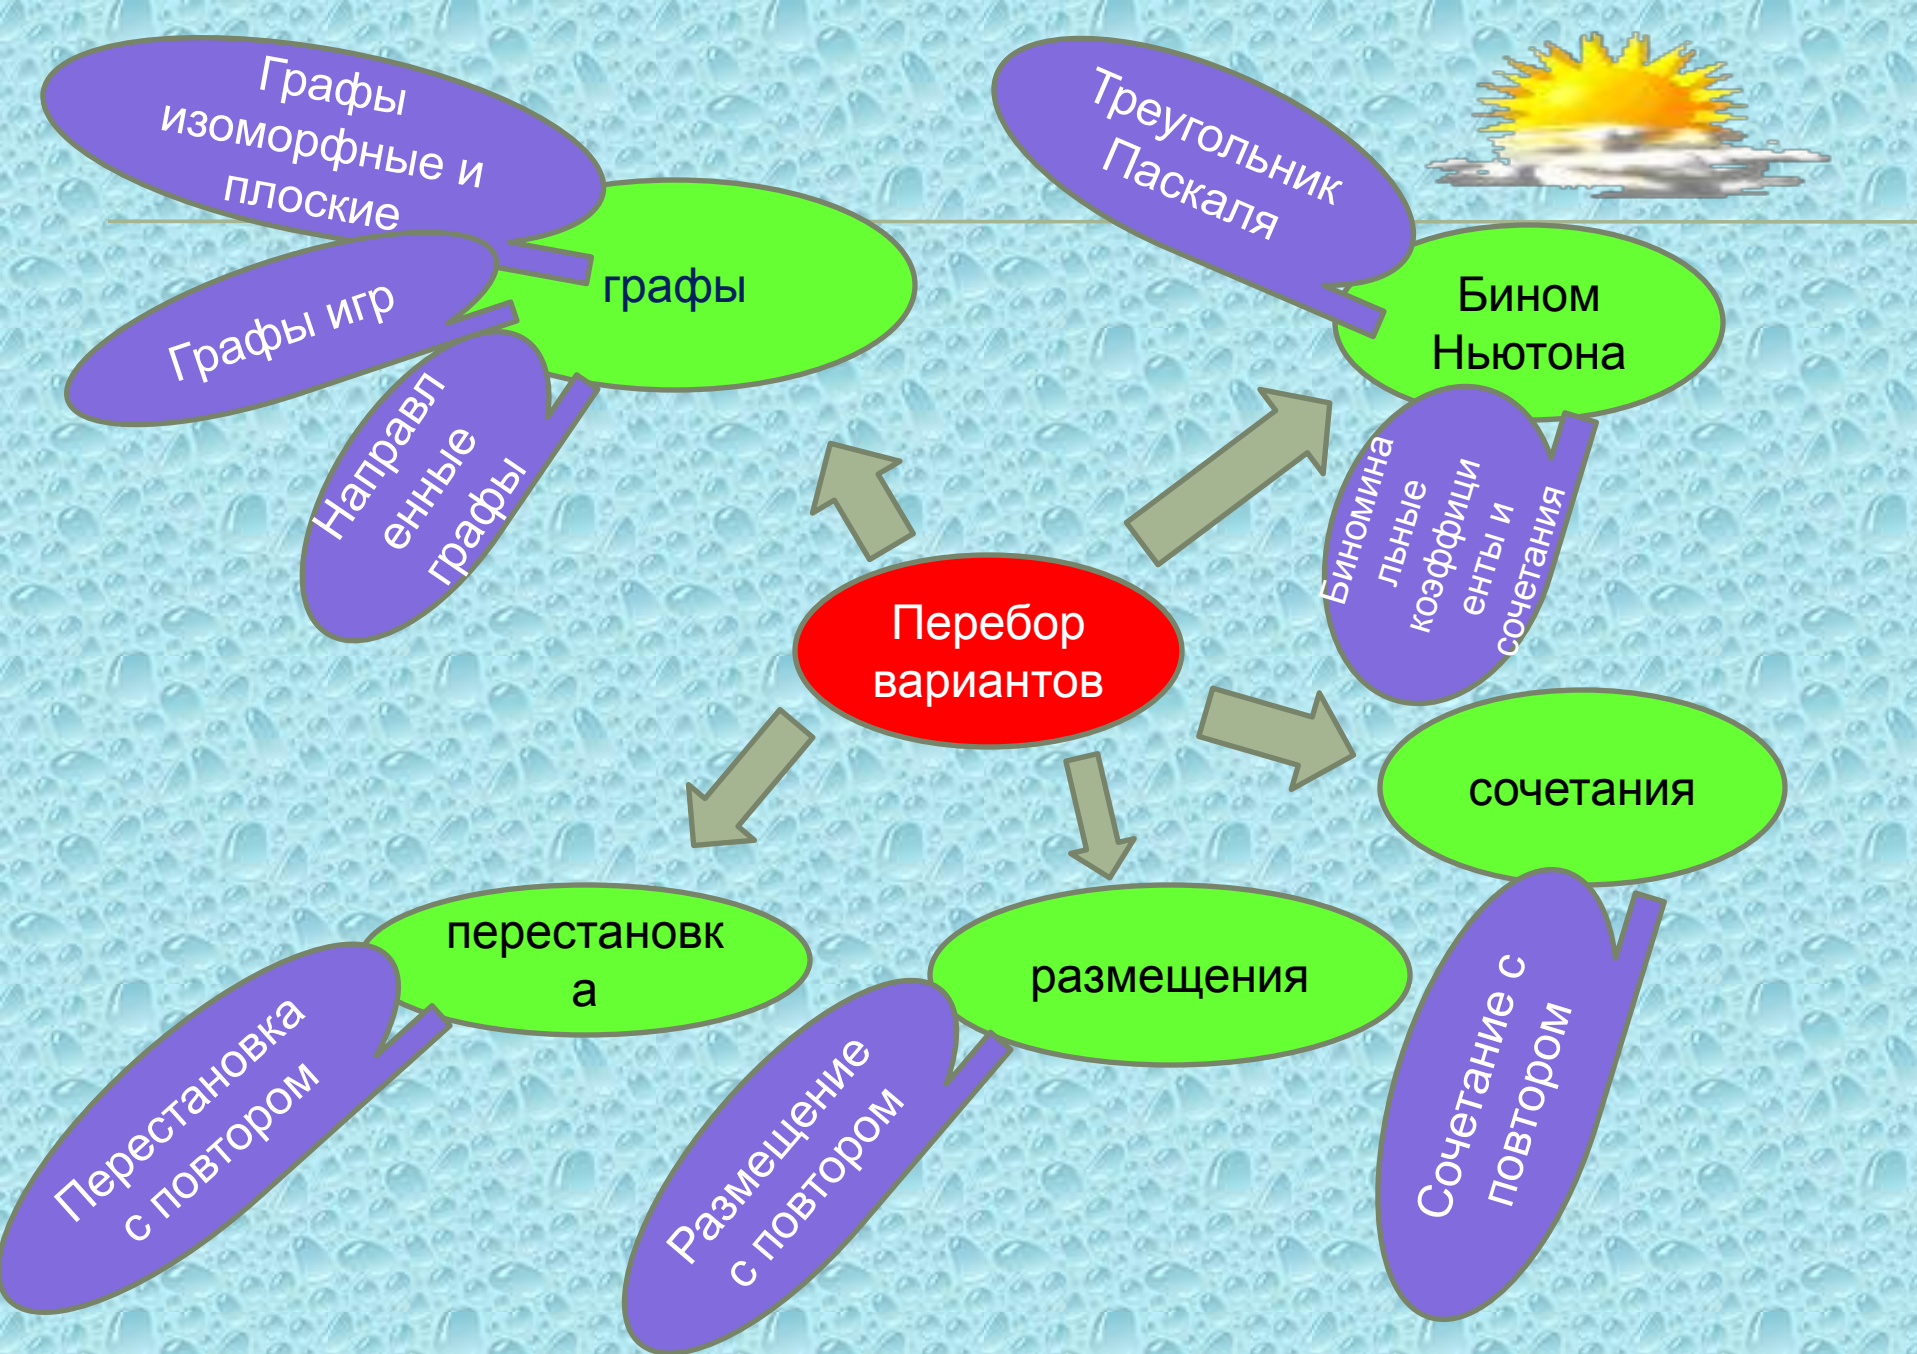 Графы
изоморфные и
плоские
Графы игр
Направл
енные
графы
графы
Треугольник
Паскаля
Бином
Ньютона
Биномина
льные
коэффици
енты и
сочетания
Перебор
вариантов
сочетания
Сочетание с
повтором
перестановк
а
Перестановка
с повтором
размещения
Размещение
с повтором